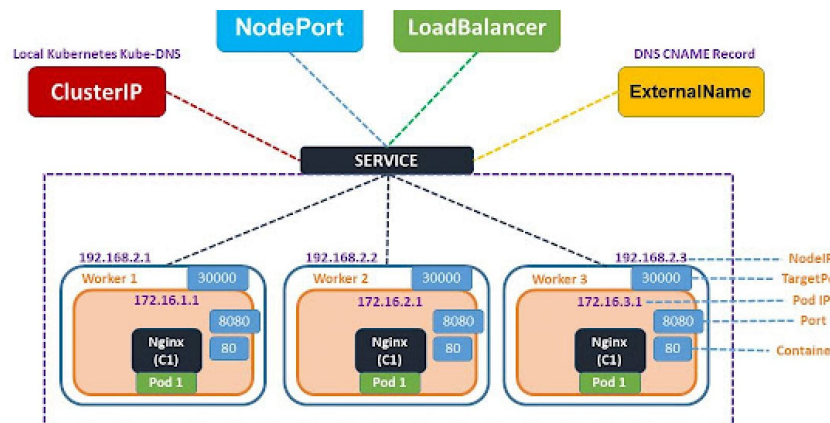 NodePort
LoadBalancer
Local Kubernetes Kube-DNS
DNS CNAME Record
ClusterIP
ExternalName
SERVICE
192.168.2.1
192.168.2.2
192.168.2.3
NodeIP
Worker 1
30000
Worker 2
30000
Worker 3
30000
TargetPo
172.16.1.1
172.16.2.1
172.16.3.1
Pod IP
8080
8080
8080
Port
Nginx
(C1)
80
Nginx
(C1)
80
Nginx
(C1)
80
Container
Pod 1
Pod 1
Pod 1